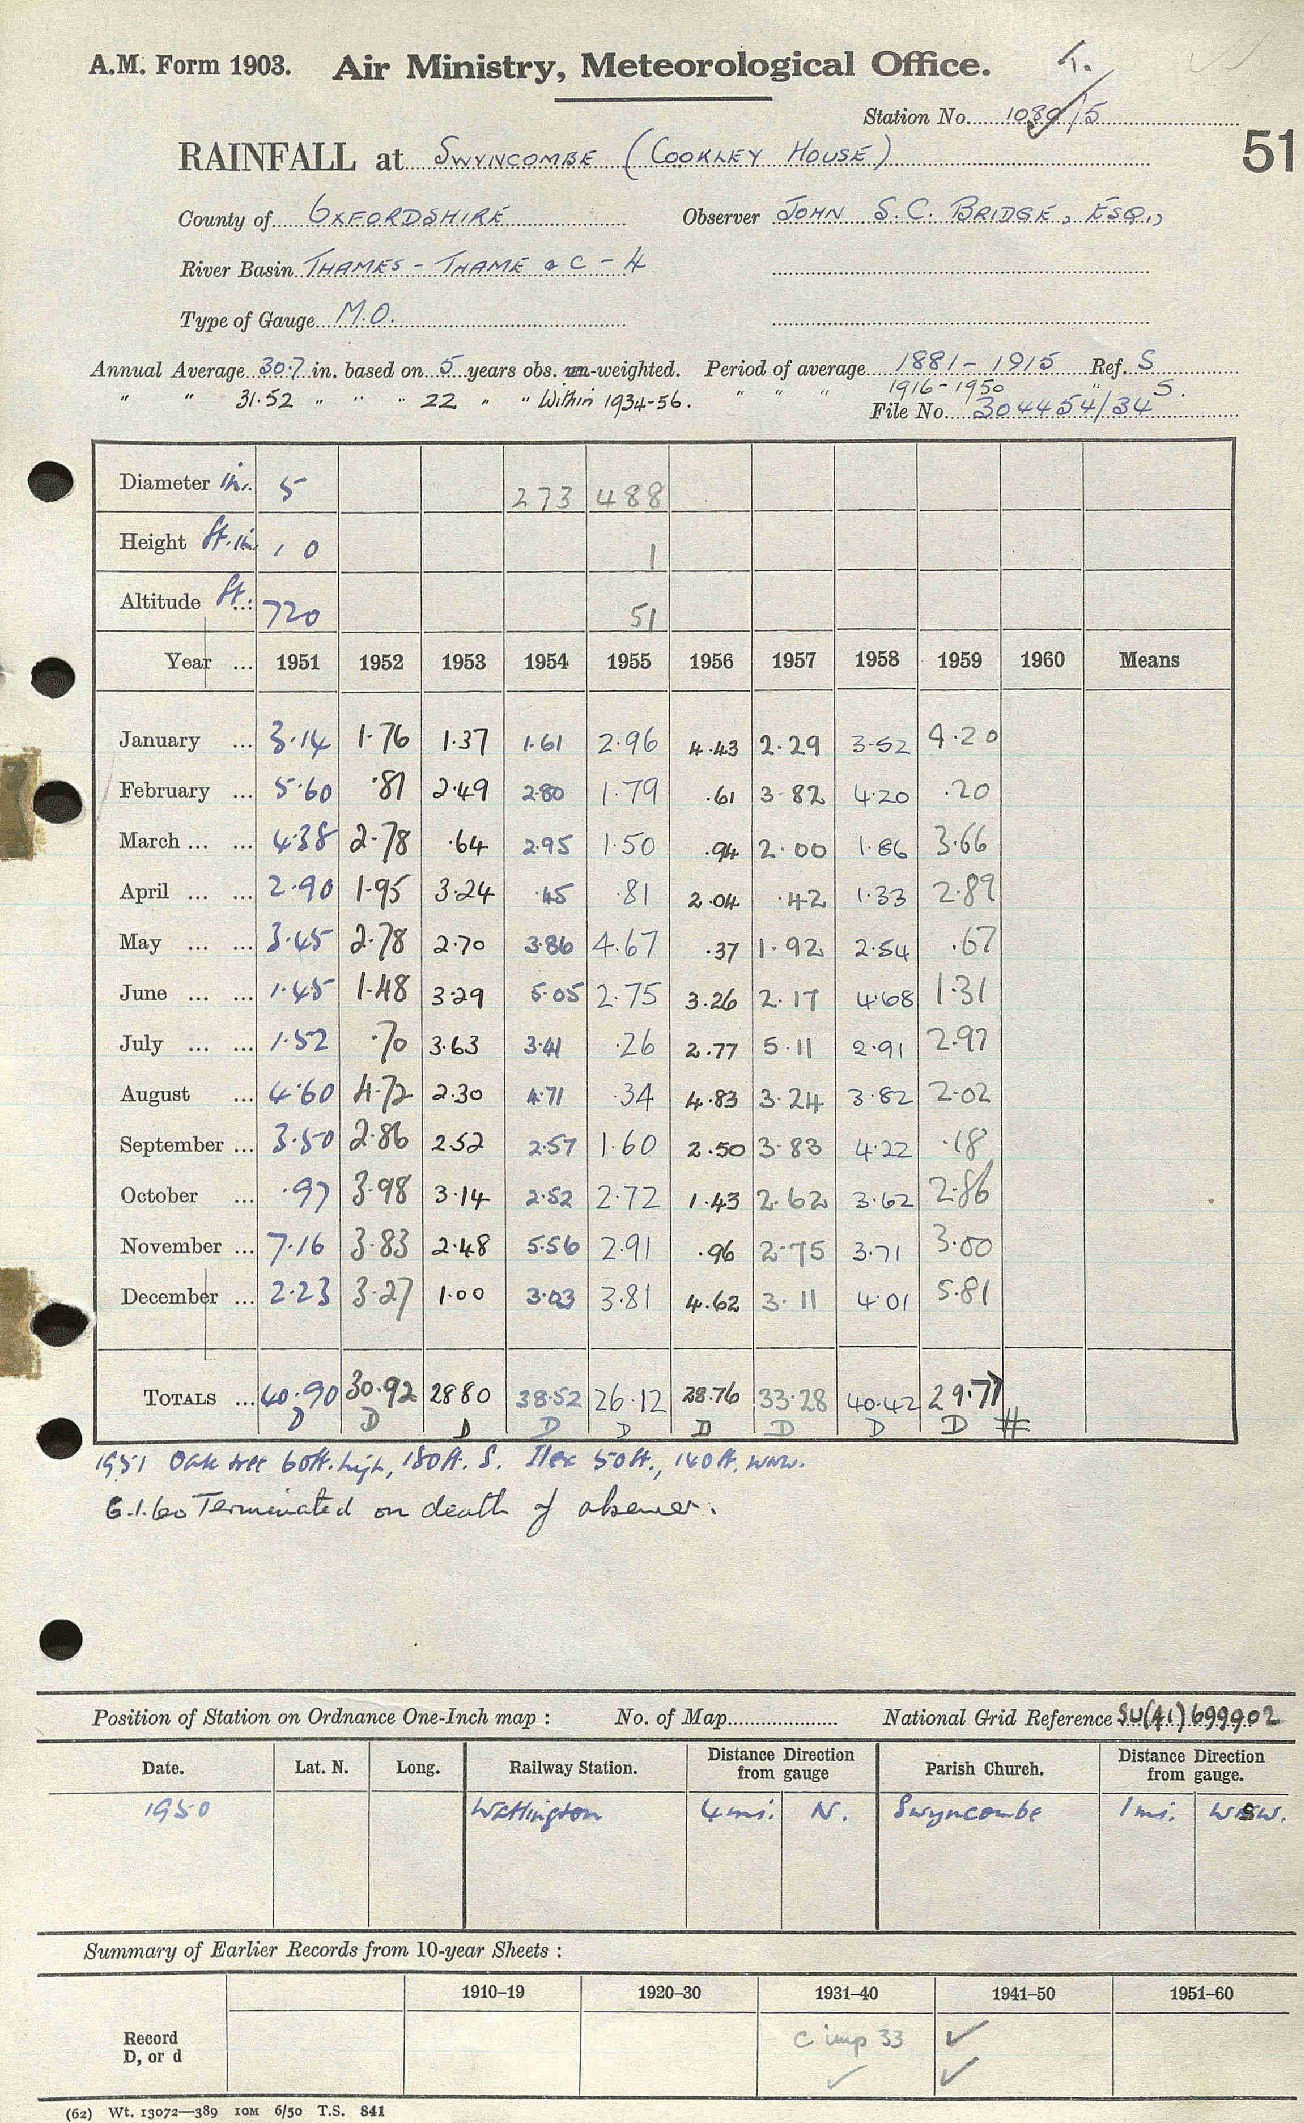 A.M. Form 1903. Air Ministry, Meteorological Office. T.
Station No. 1080/5
51
RAINFALL at SWYNCOMBE (COOKLEY HOUSE)
County of OXFORDSHIRE Observer JOHN S.C. BRIDGE, ESQ.,
River Basin THAMES - THAME & C - 4
Type of Gauge M.O.
Annual Average 30.7 in. based on 5 years obs. un-weighted. Period of average 1881-1915 Ref. S
" " 31.52 " " " 22 " " Within 1934-56. " " " 1916-1950 " S.
File No. 304454/34
Diameter in. 5 273 488
Height ft. in. 1 0 1
Altitude ft. 720 51
Year ... 1951 1952 1953 1954 1955 1956 1957 1958 1959 1960 Means
January ... 3.14 1.76 1.37 1.61 2.96 4.43 2.29 3.52 4.20
February ... 5.60 .81 2.49 2.80 1.79 .61 3.82 4.20 .20
March ... ... 4.38 2.78 .64 2.95 1.50 .94 2.00 1.86 3.66
April ... ... 2.90 1.95 3.24 .45 .81 2.04 .42 1.33 2.89
May ... ... 3.45 2.78 2.70 3.86 4.67 .37 1.92 2.54 .67
June ... ... 1.45 1.48 3.29 5.05 2.75 3.26 2.17 4.68 1.31
July ... ... 1.52 .70 3.63 3.41 .26 2.77 5.11 2.91 2.97
August ... 4.60 4.72 2.30 4.71 .34 4.83 3.24 3.82 2.02
September ... 3.50 2.86 2.52 2.57 1.60 2.50 3.83 4.22 .18
October ... .97 3.98 3.14 2.52 2.72 1.43 2.62 3.62 2.86
November ... 7.16 3.83 2.48 5.56 2.91 .96 2.75 3.71 3.00
December ... 2.23 3.27 1.00 3.03 3.81 4.62 3.11 4.01 5.81
TOTALS ... 40.90 30.92 28.80 38.52 26.12 28.76 33.28 40.42 29.77
D D D D D D D D D #
1951 Oak tree 60ft. high, 180ft. S. Ilex 50ft., 140ft. WNW.
6.1.60 Terminated on death of observer.
Position of Station on Ordnance One-Inch map : No. of Map National Grid Reference SU(41)699902
Date. Lat. N. Long. Railway Station. Distance Direction from gauge Parish Church. Distance Direction from gauge.
1950 Watlington 4mi. N. Swyncombe 1mi. WSW.
Summary of Earlier Records from 10-year Sheets :
1910-19 1920-30 1931-40 1941-50 1951-60
Record D, or d c imp 33 ✓
✓ ✓
(62) Wt. 13072—389 10M 6/50 T.S. 841